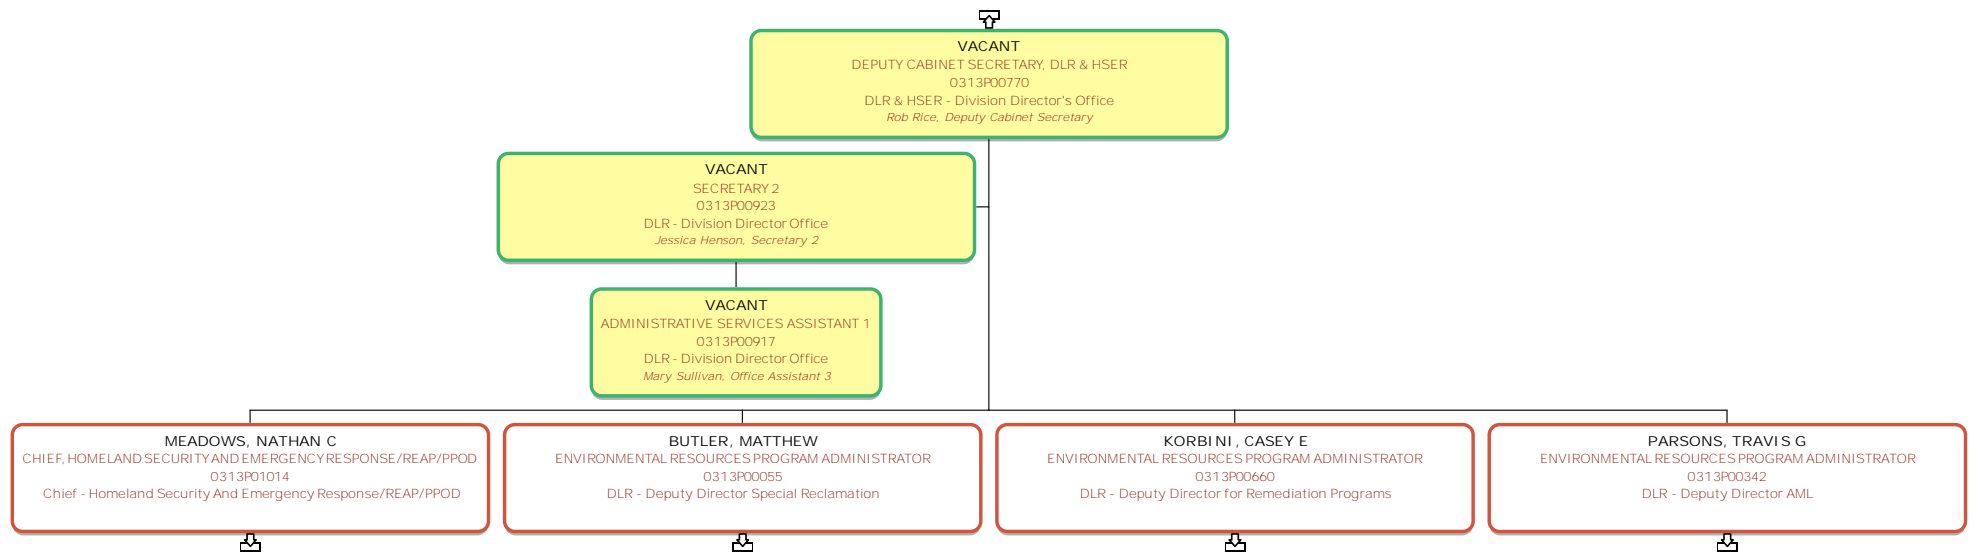 VACANT
DEPUTY CABINET SECRETARY, DLR & HSER
0313P00770
DLR & HSER - Division Director's Office
Rob Rice, Deputy Cabinet Secretary
VACANT
SECRETARY 2
0313P00923
DLR - Division Director Office
Jessica Henson, Secretary 2
VACANT
ADMINISTRATIVE SERVICES ASSISTANT 1
0313P00917
DLR - Division Director Office
Mary Sullivan, Office Assistant 3
MEADOWS, NATHAN C
CHIEF, HOMELAND SECURITY AND EMERGENCY RESPONSE/REAP/PPOD
0313P01014
Chief - Homeland Security And Emergency Response/REAP/PPOD
BUTLER, MATTHEW
ENVIRONMENTAL RESOURCES PROGRAM ADMINISTRATOR
0313P00055
DLR - Deputy Director Special Reclamation
KORBINI, CASEY E
ENVIRONMENTAL RESOURCES PROGRAM ADMINISTRATOR
0313P00660
DLR - Deputy Director for Remediation Programs
PARSONS, TRAVIS G
ENVIRONMENTAL RESOURCES PROGRAM ADMINISTRATOR
0313P00342
DLR - Deputy Director AML